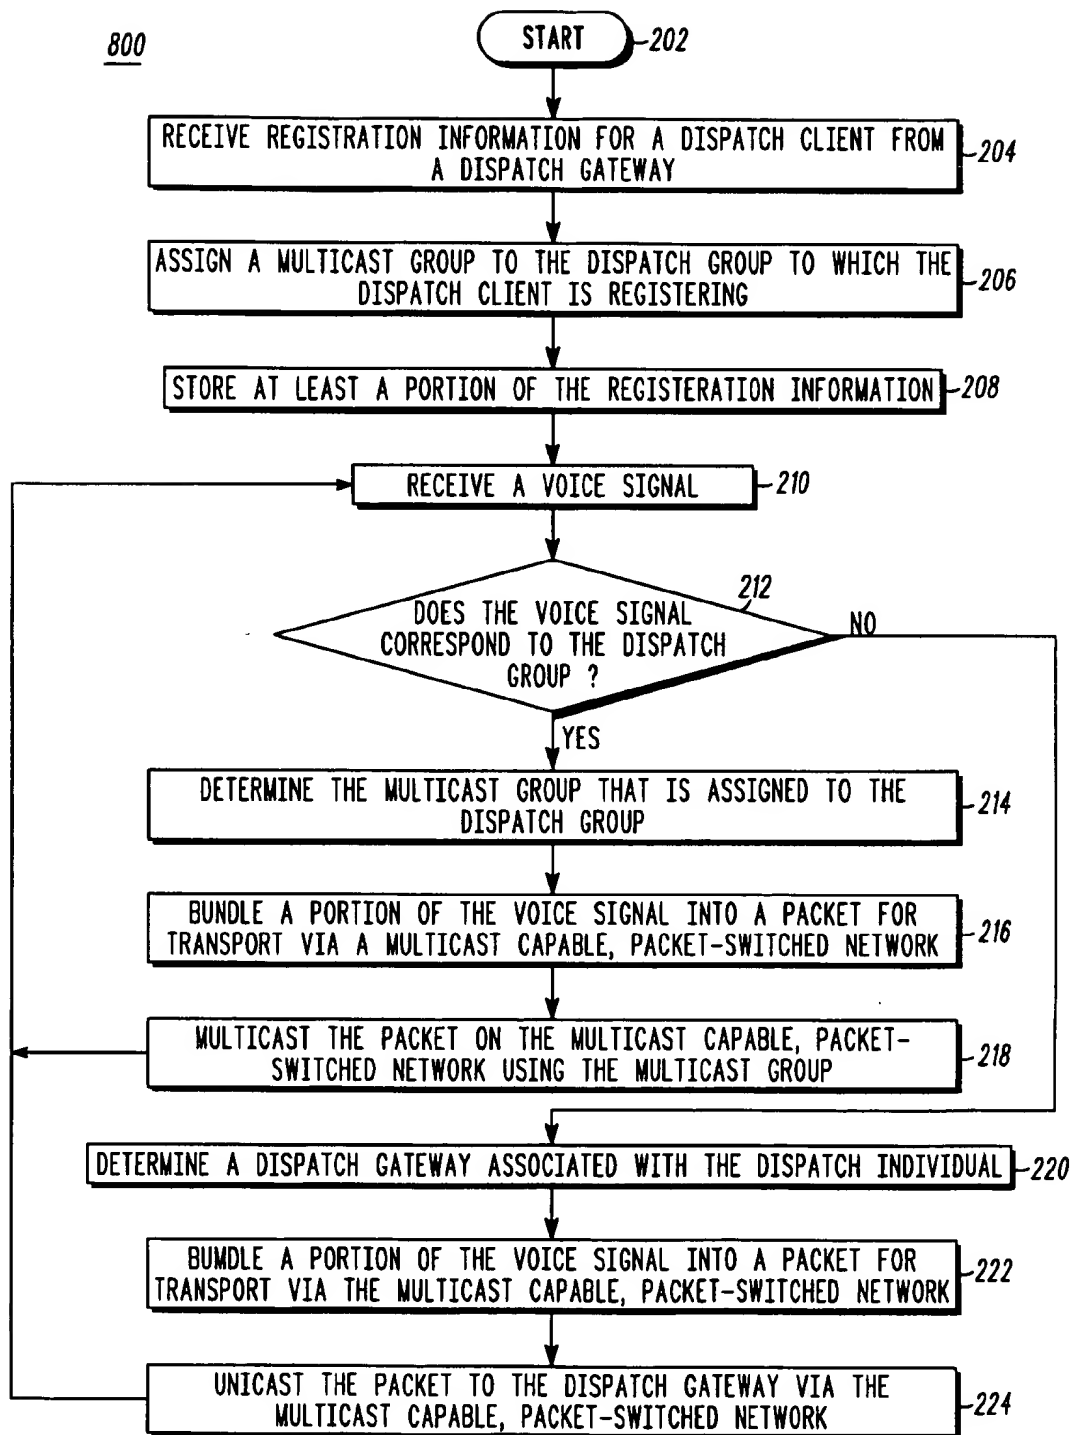 800
START
202
RECEIVE REGISTRATION INFORMATION FOR A DISPATCH CLIENT FROM
A DISPATCH GATEWAY
204
ASSIGN A MULTICAST GROUP TO THE DISPATCH GROUP TO WHICH THE
DISPATCH CLIENT IS REGISTERING
206
STORE AT LEAST A PORTION OF THE REGISTERATION INFORMATION
208
RECEIVE A VOICE SIGNAL
210
DOES THE VOICE SIGNAL
CORRESPOND TO THE DISPATCH
GROUP ?
212
NO
YES
DETERMINE THE MULTICAST GROUP THAT IS ASSIGNED TO THE
DISPATCH GROUP
214
BUNDLE A PORTION OF THE VOICE SIGNAL INTO A PACKET FOR
TRANSPORT VIA A MULTICAST CAPABLE, PACKET-SWITCHED NETWORK
216
MULTICAST THE PACKET ON THE MULTICAST CAPABLE, PACKET-
SWITCHED NETWORK USING THE MULTICAST GROUP
218
DETERMINE A DISPATCH GATEWAY ASSOCIATED WITH THE DISPATCH INDIVIDUAL
220
BUMDLE A PORTION OF THE VOICE SIGNAL INTO A PACKET FOR
TRANSPORT VIA THE MULTICAST CAPABLE, PACKET-SWITCHED NETWORK
222
UNICAST THE PACKET TO THE DISPATCH GATEWAY VIA THE
MULTICAST CAPABLE, PACKET-SWITCHED NETWORK
224